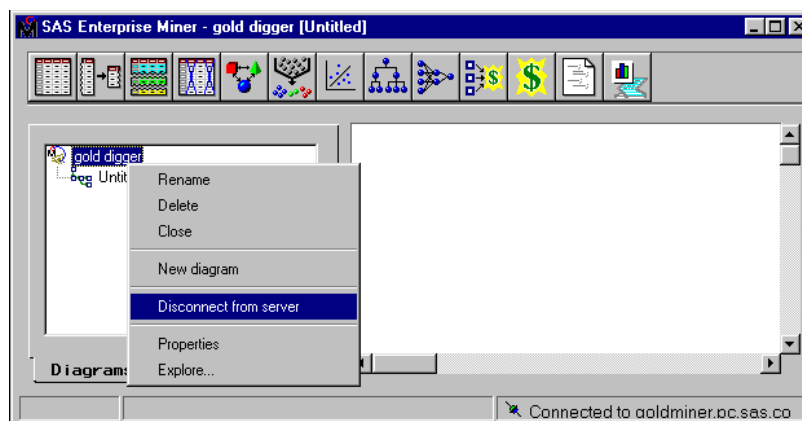 SAS Enterprise Miner - gold digger [Untitled]
$
$
gold digger
Untit
Rename
Delete
Close
New diagram
Disconnect from server
Properties
Explore...
Diagrams
Connected to goldminer.pc.sas.co